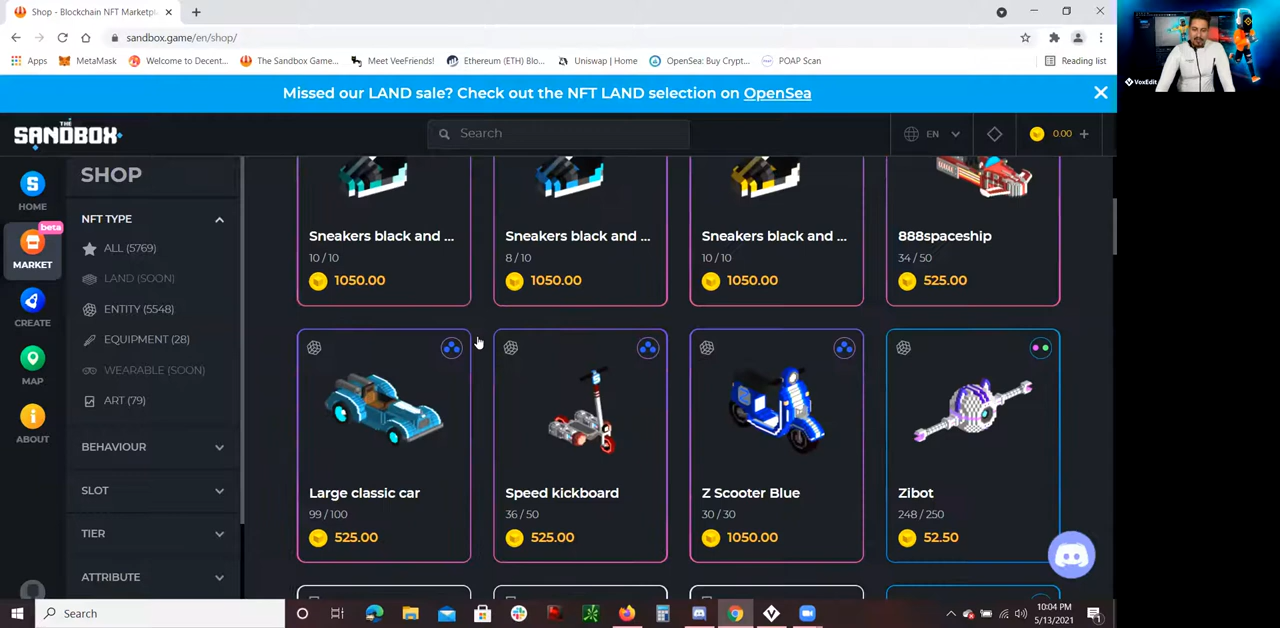 Shop - Blockchain NFT Marketpl
sandbox.game/en/shop/
Apps
MetaMask
Welcome to Decent...
The Sandbox Game...
Meet VeeFriends!
Ethereum (ETH) Blo...
Uniswap | Home
OpenSea: Buy Crypt...
POAP Scan
Reading list
VoxEdit
Missed our LAND sale? Check out the NFT LAND selection on OpenSea
THE SANDBOX
Search
EN
0.00
HOME
beta
MARKET
CREATE
MAP
ABOUT
SHOP
NFT TYPE
ALL (5769)
LAND (SOON)
ENTITY (5548)
EQUIPMENT (28)
WEARABLE (SOON)
ART (79)
BEHAVIOUR
SLOT
TIER
ATTRIBUTE
Sneakers black and ...
10 / 10
1050.00
Sneakers black and ...
8 / 10
1050.00
Sneakers black and ...
10 / 10
1050.00
888spaceship
34 / 50
525.00
Large classic car
99 / 100
525.00
Speed kickboard
36 / 50
525.00
Z Scooter Blue
30 / 30
1050.00
Zibot
248 / 250
52.50
Search
10:04 PM
5/13/2021